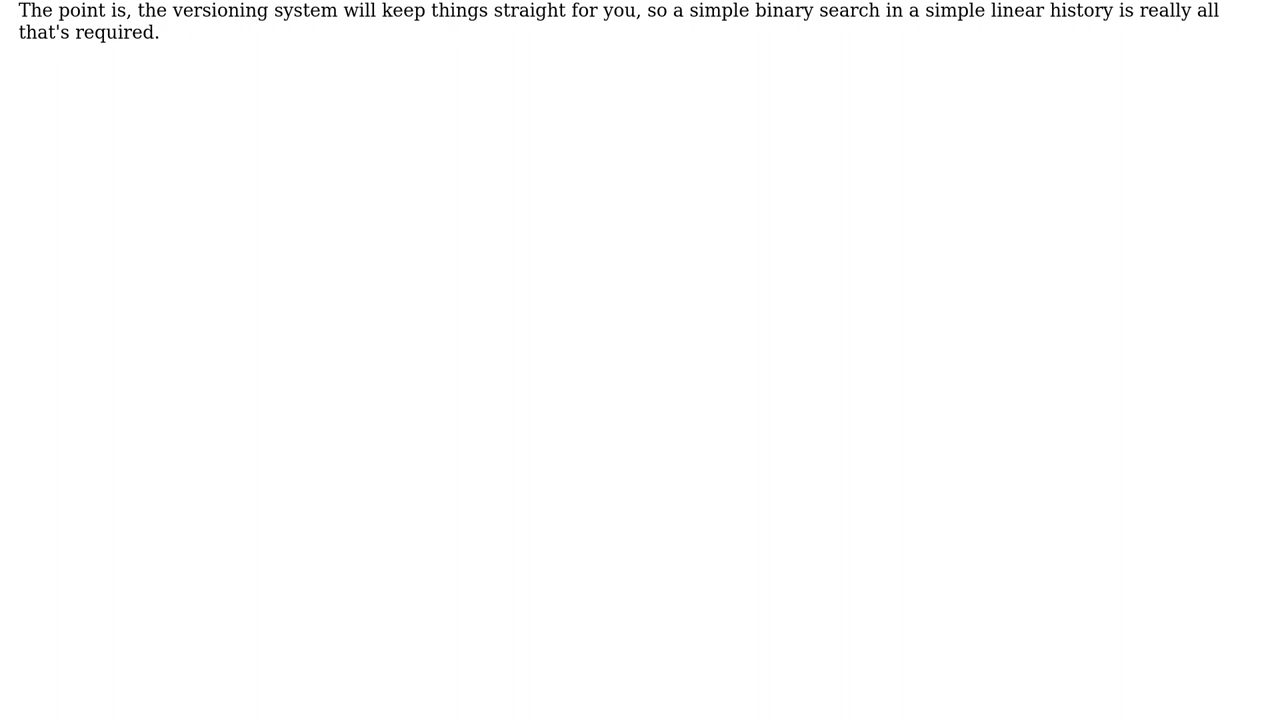 The point is, the versioning system will keep things straight for you, so a simple binary search in a simple linear history is really all
that's required.